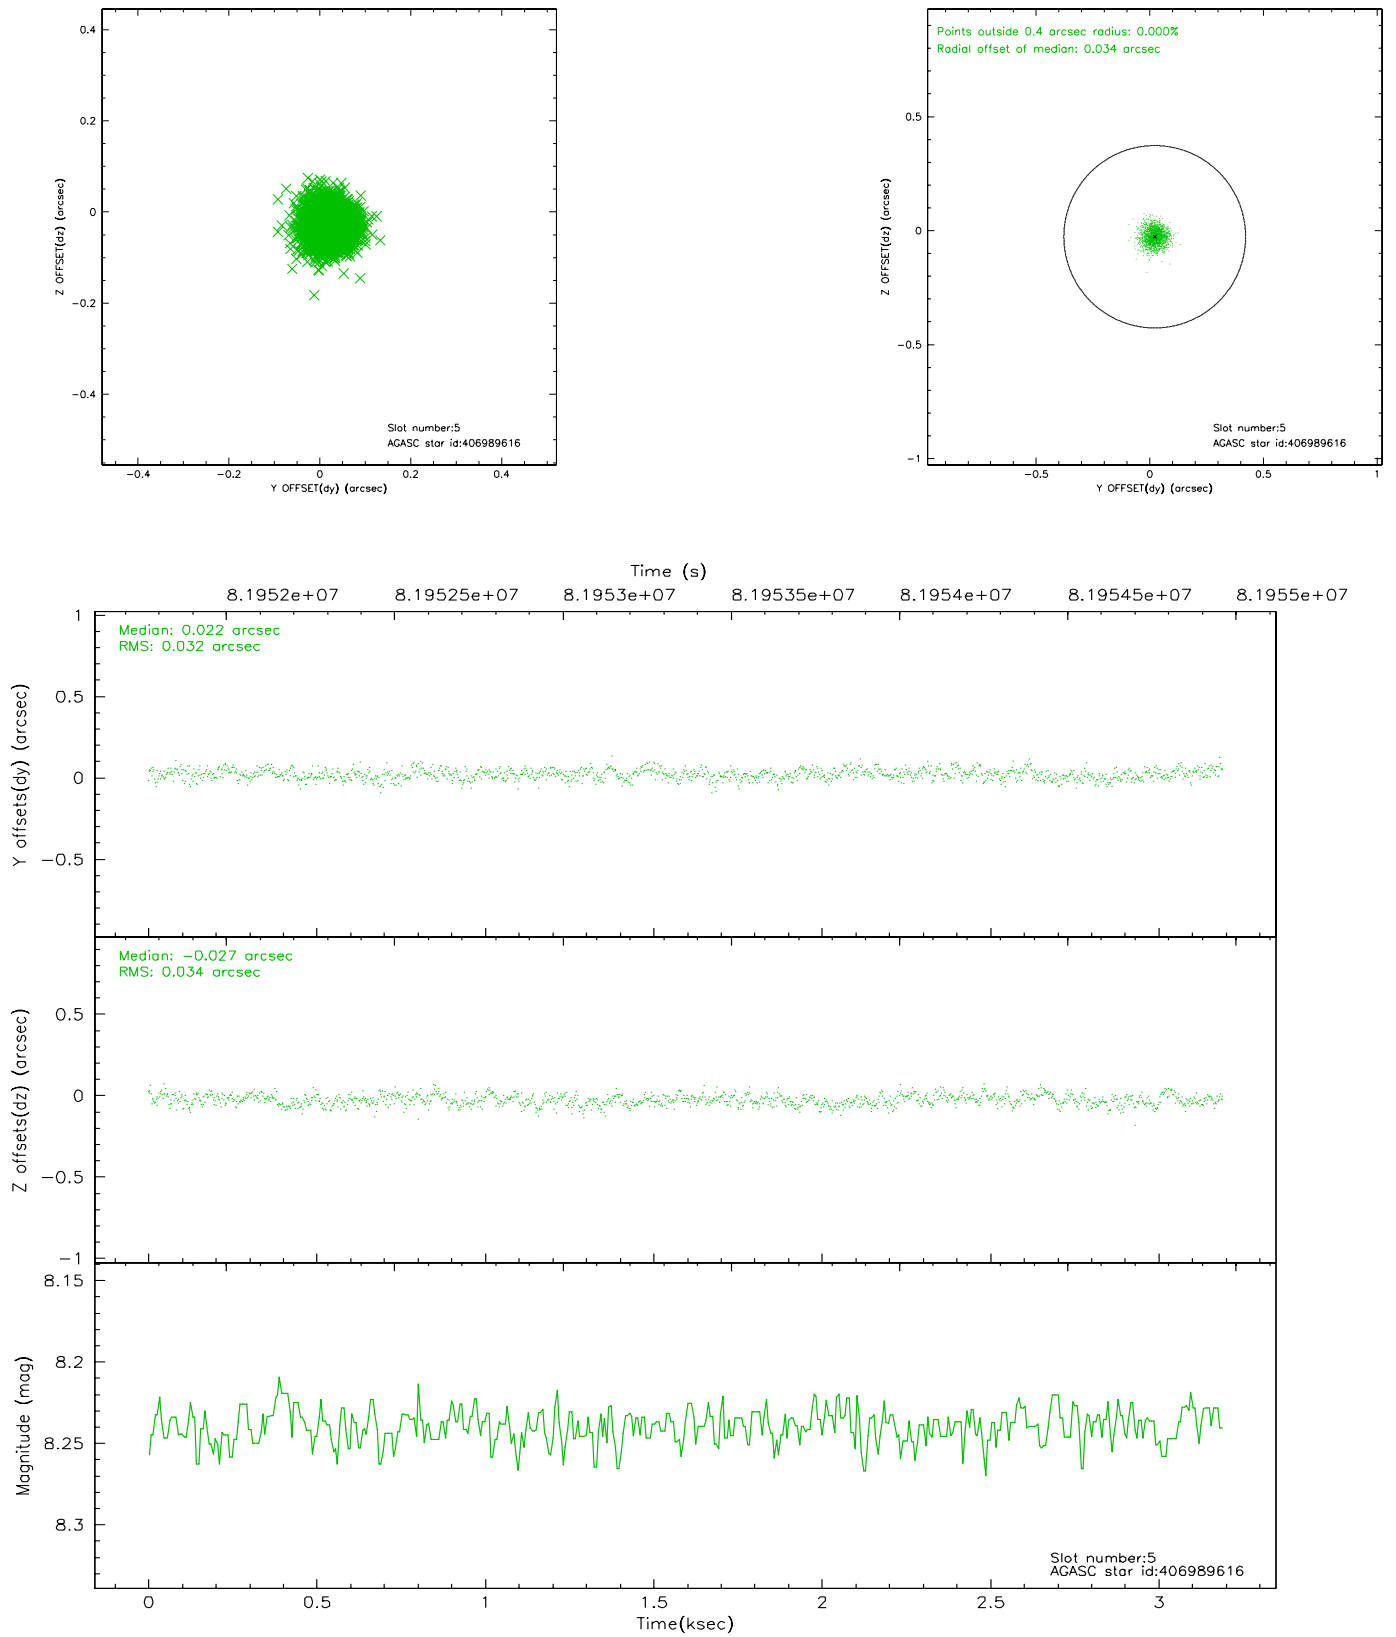 0.4
0.2
0
-0.2
-0.4
Z OFFSET(dz) (arcsec)
Slot number:5
AGASC star id:406989616
-0.4 -0.2 0 0.2 0.4
Y OFFSET(dy) (arcsec)
Points outside 0.4 arcsec radius: 0.000%
Radial offset of median: 0.034 arcsec
0.5
0
-0.5
-1
Z OFFSET(dz) (arcsec)
Slot number:5
AGASC star id:406989616
-0.5 0 0.5 1
Y OFFSET(dy) (arcsec)
Time (s)
8.1952e+07 8.19525e+07 8.1953e+07 8.19535e+07 8.1954e+07 8.19545e+07 8.1955e+07
Median: 0.022 arcsec
RMS: 0.032 arcsec
1
0.5
0
-0.5
Y offsets(dy) (arcsec)
Median: -0.027 arcsec
RMS: 0.034 arcsec
0.5
0
-0.5
-1
Z offsets(dz) (arcsec)
8.15
8.2
8.25
8.3
Magnitude (mag)
Slot number:5
AGASC star id:406989616
0 0.5 1 1.5 2 2.5 3
Time(ksec)